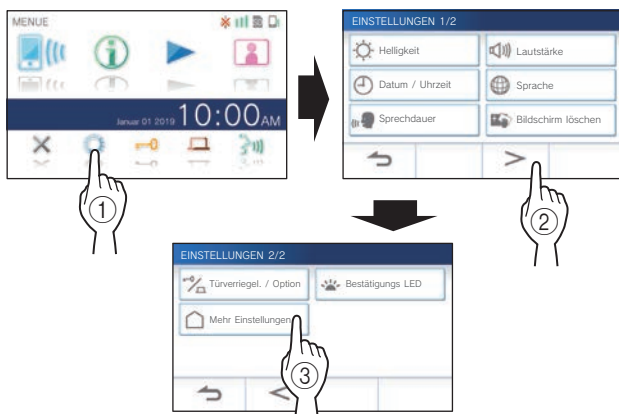 MENUE
Januar 01 2019 10:00AM
①
EINSTELLUNGEN 1/2
Helligkeit
Lautstärke
Datum / Uhrzeit
Sprache
Sprechdauer
Bildschirm löschen
>
②
EINSTELLUNGEN 2/2
Türverriegel. / Option
Bestätigungs LED
Mehr Einstellungen
<
③